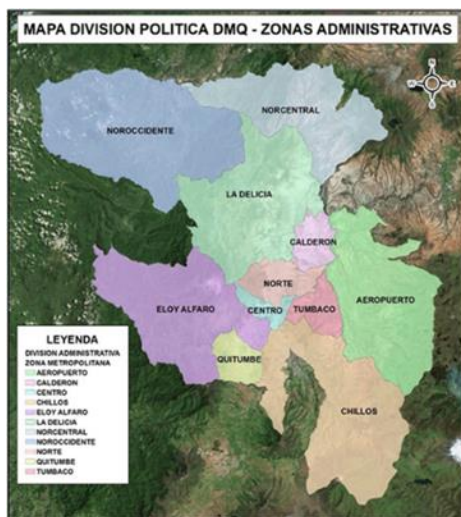 MAPA DIVISION POLITICA DMQ - ZONAS ADMINISTRATIVAS
N
W
E
S
NORCENTRAL
NOROCCIDENTE
LA DELICIA
CALDERON
NORTE
AEROPUERTO
ELOY ALFARO
CENTRO
TUMBACO
QUITUMBE
CHILLOS
LEYENDA
DIVISION ADMINISTRATIVA
ZONA METROPOLITANA
AEROPUERTO
CALDERON
CENTRO
CHILLOS
ELOY ALFARO
LA DELICIA
NORCENTRAL
NOROCCIDENTE
NORTE
QUITUMBE
TUMBACO